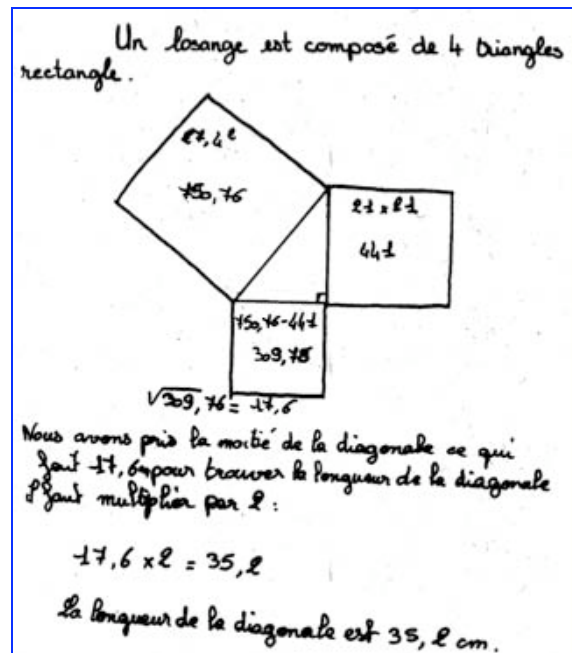 Un losange est composé de 4 triangles
rectangle.
27,4²
750,76
21 x 21
441
750,76-441
309,76
√309,76 = 17,6
Nous avons pris la moitié de la diagonale ce qui
fait 17,6 pour trouver la longueur de la diagonale
il faut multiplier par 2 :
17,6 x 2 = 35,2
La longueur de la diagonale est 35,2 cm.